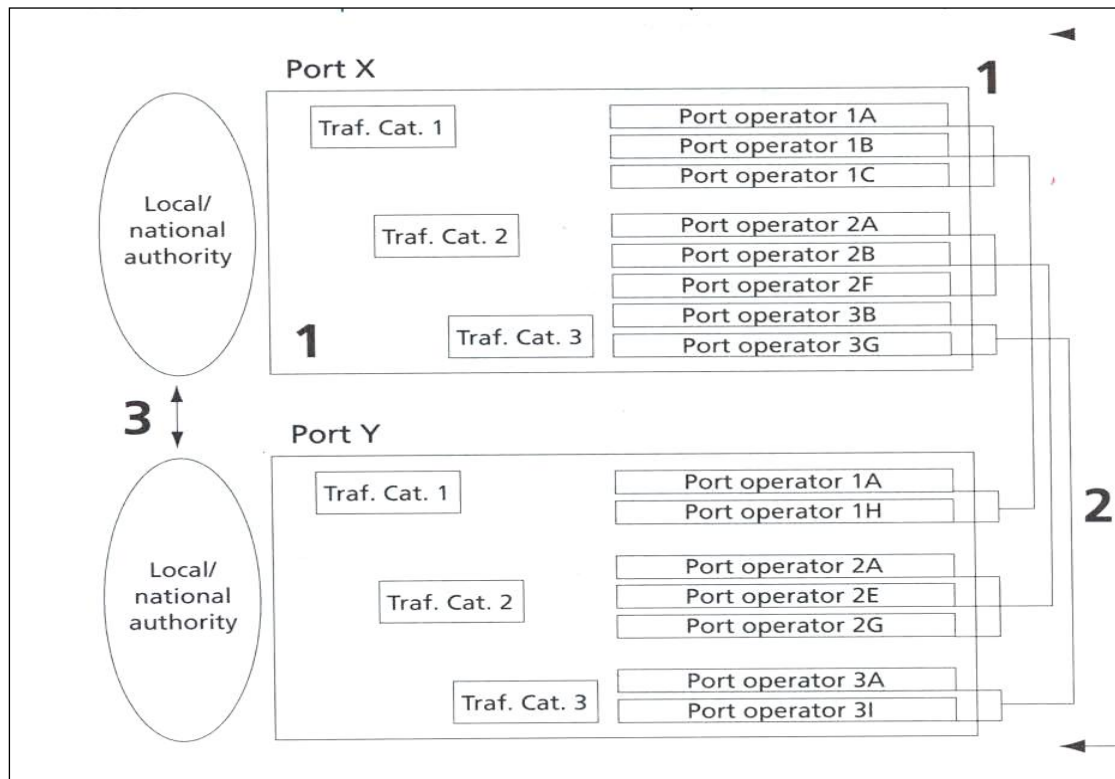 Port X
1
Traf. Cat. 1
Port operator 1A
Port operator 1B
Port operator 1C
Local/
national
authority
Traf. Cat. 2
Port operator 2A
Port operator 2B
Port operator 2F
1
Traf. Cat. 3
Port operator 3B
Port operator 3G
3
Port Y
Traf. Cat. 1
Port operator 1A
Port operator 1H
2
Local/
national
authority
Traf. Cat. 2
Port operator 2A
Port operator 2E
Port operator 2G
Traf. Cat. 3
Port operator 3A
Port operator 3I